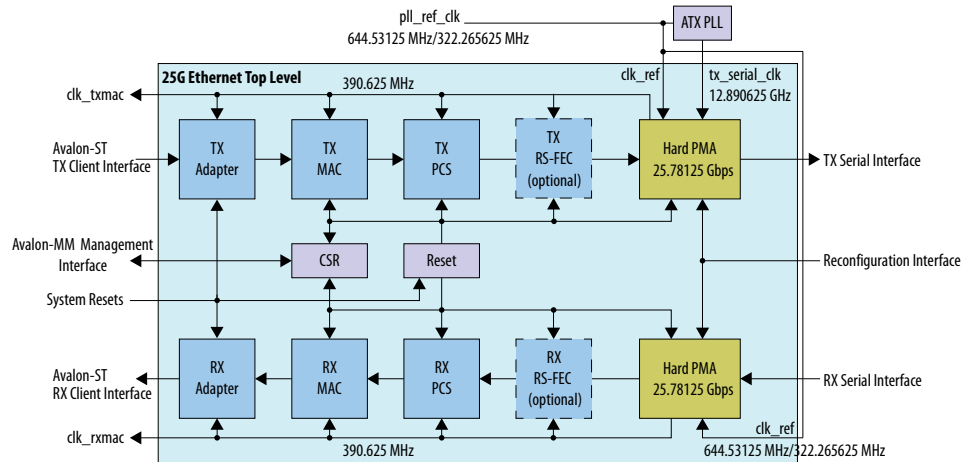 pll_ref_clk
644.53125 MHz/322.265625 MHz
ATX PLL
25G Ethernet Top Level
390.625 MHz
clk_ref
tx_serial_clk
12.890625 GHz
clk_txmac
Avalon-ST
TX Client Interface
TX
Adapter
TX
MAC
TX
PCS
TX
RS-FEC
(optional)
Hard PMA
25.78125 Gbps
TX Serial Interface
Avalon-MM Management
Interface
CSR
Reset
Reconfiguration Interface
System Resets
Avalon-ST
RX Client Interface
RX
Adapter
RX
MAC
RX
PCS
RX
RS-FEC
(optional)
Hard PMA
25.78125 Gbps
RX Serial Interface
clk_rxmac
390.625 MHz
clk_ref
644.53125 MHz/322.265625 MHz